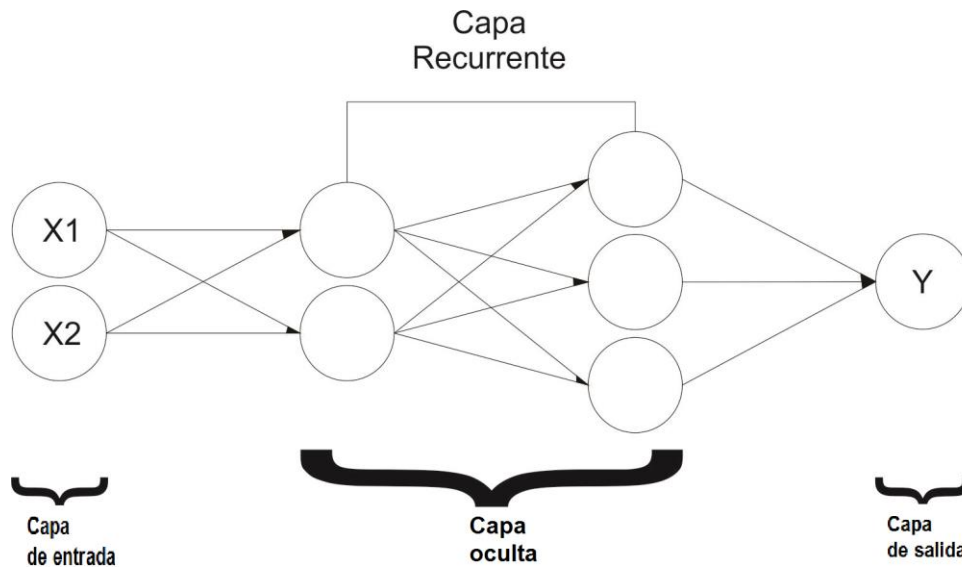 Capa
Recurrente
X1
X2
Y
Capa
de entrada
Capa
oculta
Capa
de salida